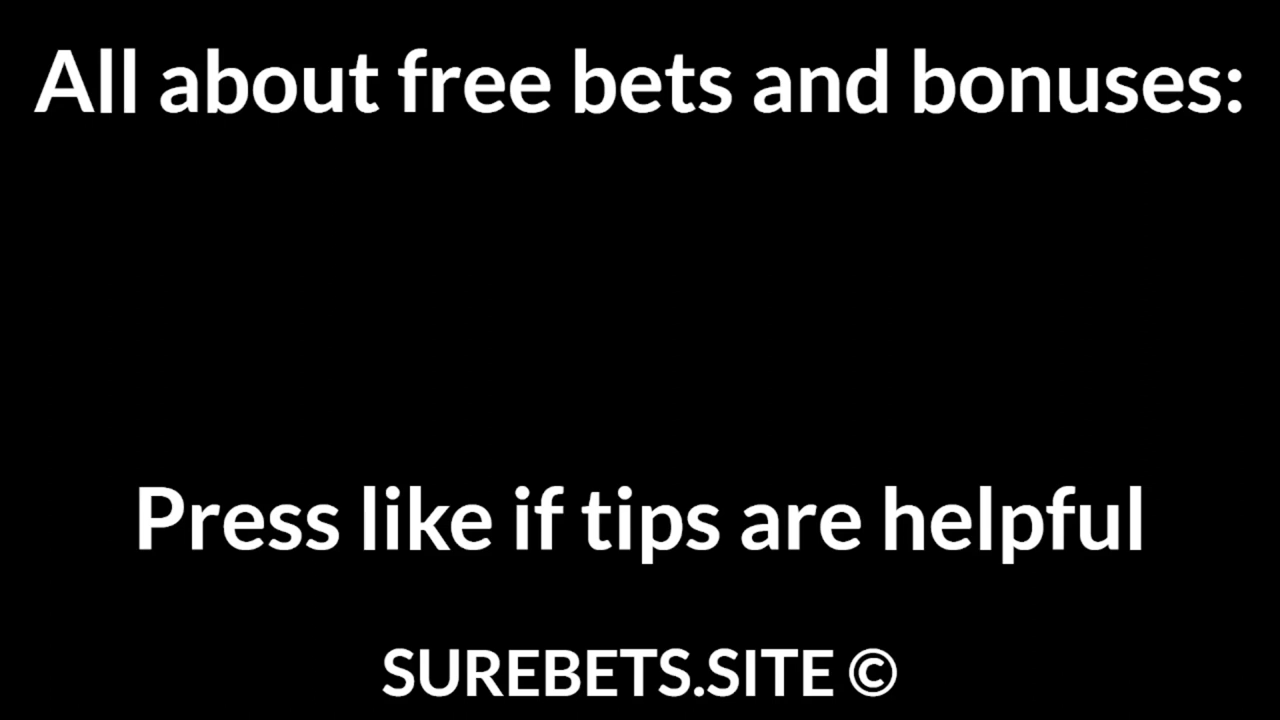 All about free bets and bonuses:
Press like if tips are helpful
SUREBETS.SITE ©